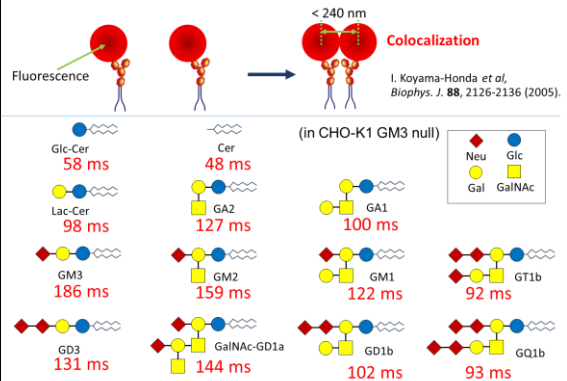 < 240 nm
Colocalization
Fluorescence
I. Koyama-Honda et al,
Biophys. J. 88, 2126-2136 (2005).
(in CHO-K1 GM3 null)
Glc-Cer
58 ms
Cer
48 ms
Neu
Glc
Gal
GalNAc
Lac-Cer
98 ms
GA2
127 ms
GA1
100 ms
GM3
186 ms
GM2
159 ms
GM1
122 ms
GT1b
92 ms
GD3
131 ms
GalNAc-GD1a
144 ms
GD1b
102 ms
GQ1b
93 ms